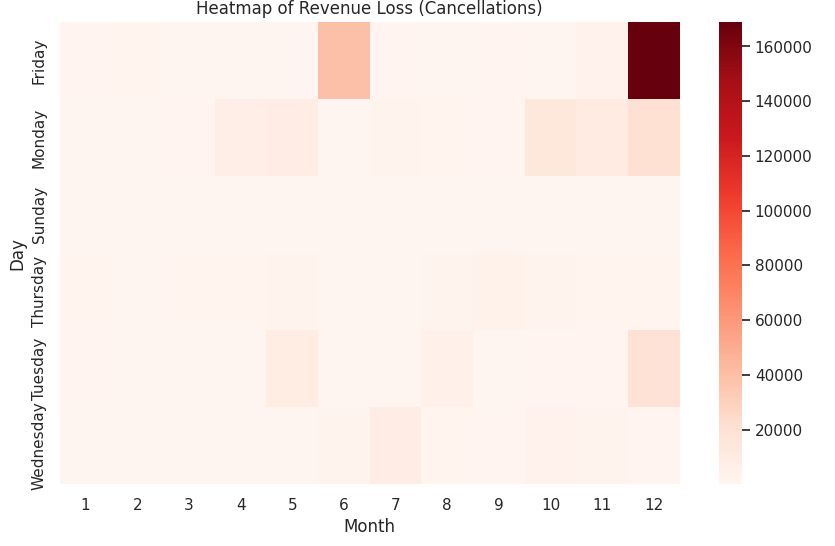 Heatmap of Revenue Loss (Cancellations)
Day
Friday
Monday
Sunday
Thursday
Tuesday
Wednesday
1 2 3 4 5 6 7 8 9 10 11 12
Month
160000
140000
120000
100000
80000
60000
40000
20000